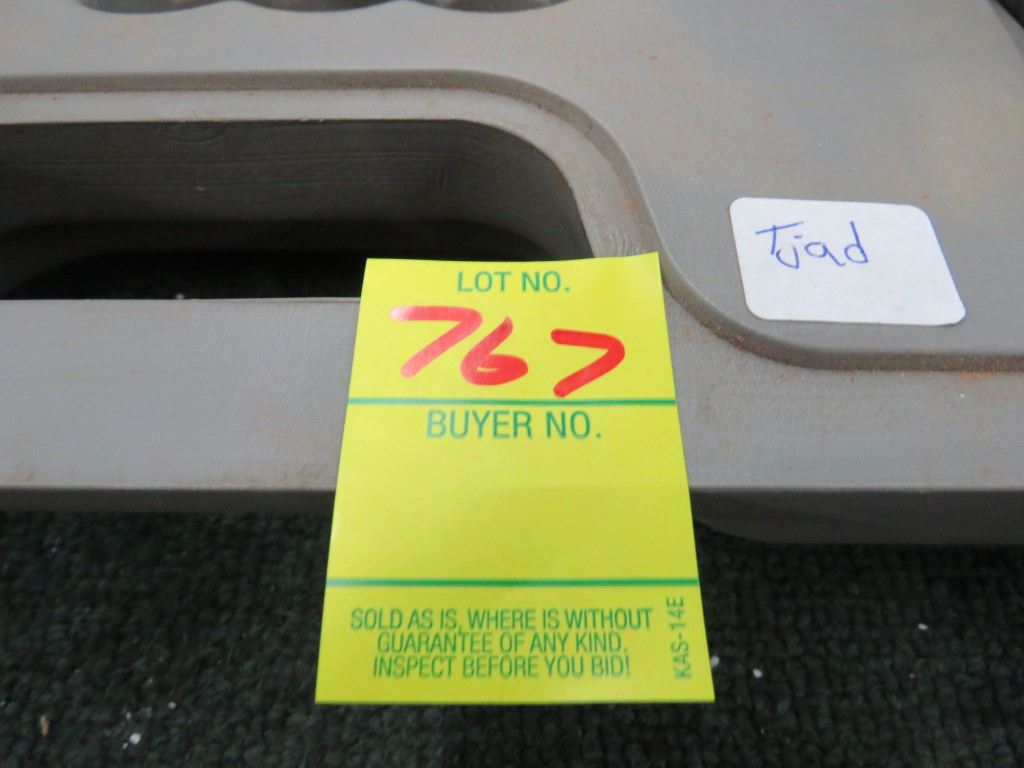 Tjad
LOT NO.
767
BUYER NO.
SOLD AS IS, WHERE IS WITHOUT
GUARANTEE OF ANY KIND.
INSPECT BEFORE YOU BID!
KAS-14E